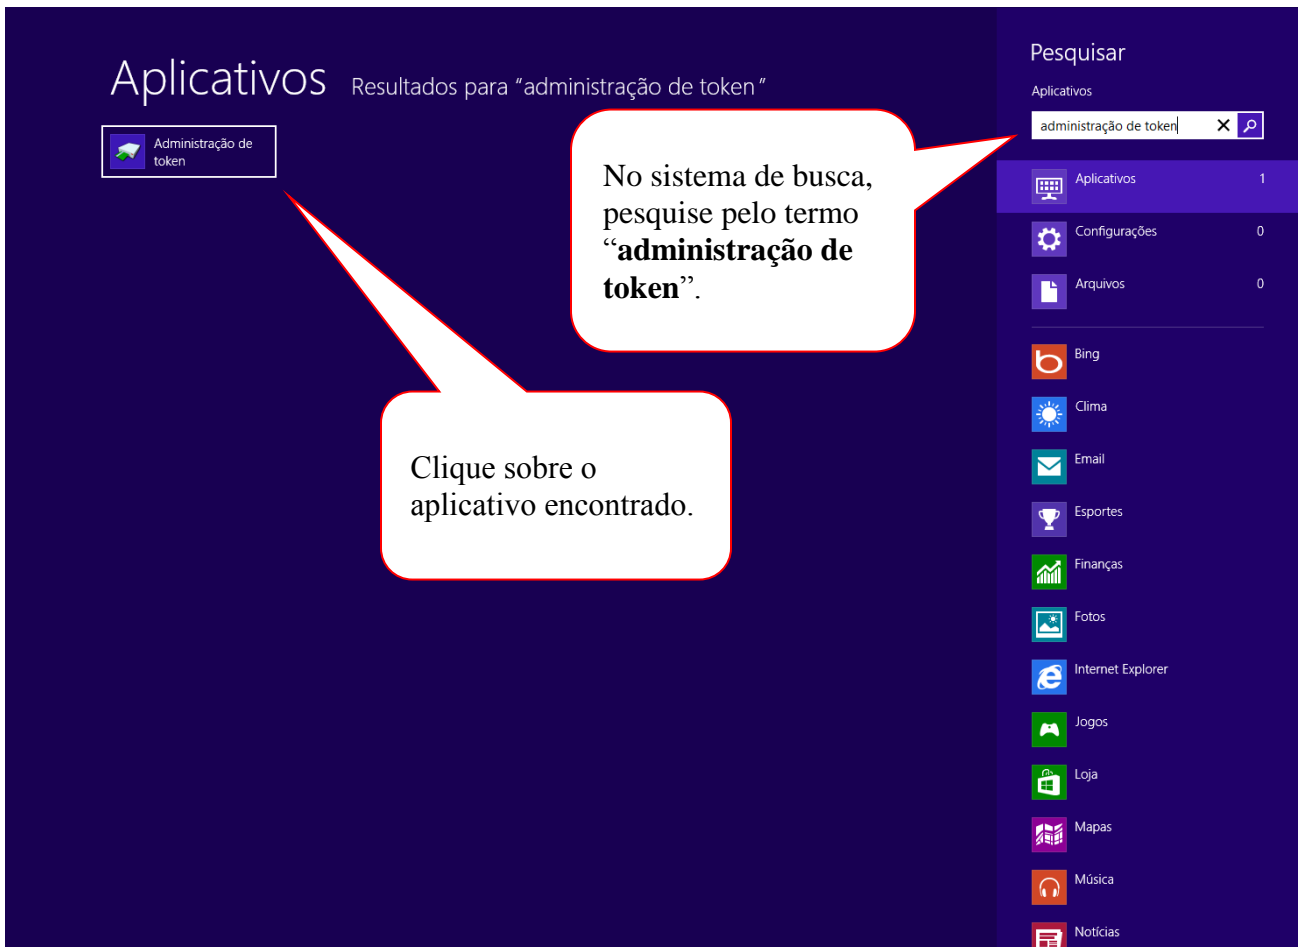 Aplicativos Resultados para “administração de token”
Administração de
token
No sistema de busca,
pesquise pelo termo
“administração de
token”.
Clique sobre o
aplicativo encontrado.
Pesquisar
Aplicativos
administração de token
Aplicativos 1
Configurações 0
Arquivos 0
Bing
Clima
Email
Esportes
Finanças
Fotos
Internet Explorer
Jogos
Loja
Mapas
Música
Notícias